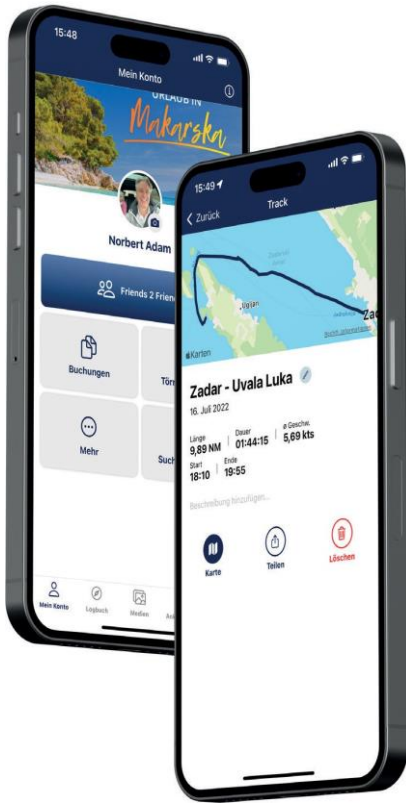 15:48
Mein Konto
URLAUB IN
Makarska
Norbert Adam
Friends 2
Buchungen
Mehr
Mein Konto
Logbuch
Medien
15:49
Zurück
Track
Ugljan
Karten
Zadar - Uvala Luka
16. Juli 2022
Länge Dauer ø Geschw.
9,89 NM 01:44:15 5,69 kts
Start Ende
18:10 19:55
Beschreibung hinzufügen...
Karte Teilen Löschen